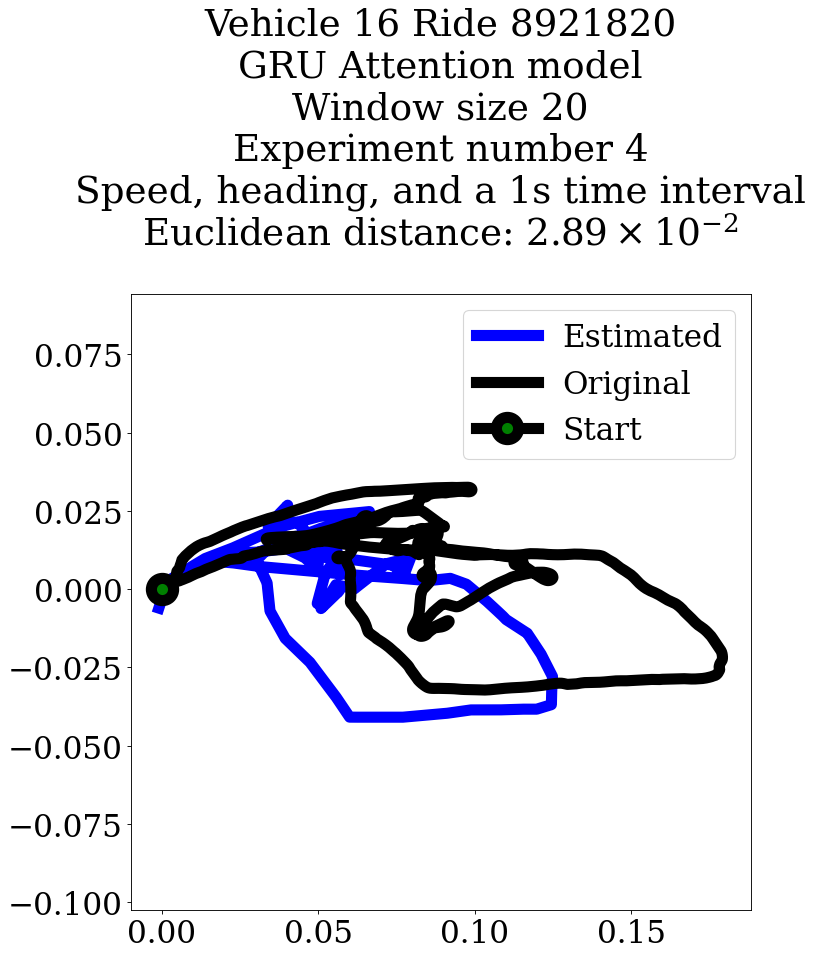 Vehicle 16 Ride 8921820
GRU Attention model
Window size 20
Experiment number 4
Speed, heading, and a 1s time interval
Euclidean distance: 2.89 × 10⁻²
Estimated
Original
Start
0.075
0.050
0.025
0.000
−0.025
−0.050
−0.075
−0.100
0.00 0.05 0.10 0.15